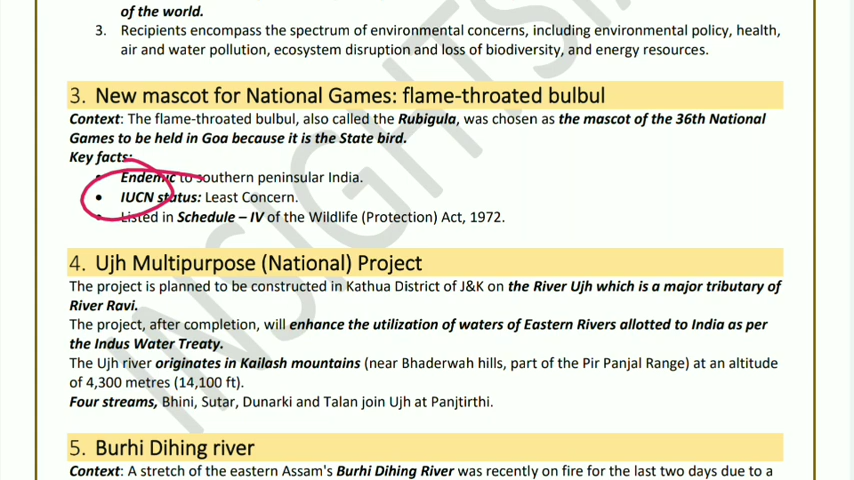 of the world.
3. Recipients encompass the spectrum of environmental concerns, including environmental policy, health,
air and water pollution, ecosystem disruption and loss of biodiversity, and energy resources.
3. New mascot for National Games: flame-throated bulbul
Context: The flame-throated bulbul, also called the Rubigula, was chosen as the mascot of the 36th National
Games to be held in Goa because it is the State bird.
Key facts:
• Endemic to southern peninsular India.
• IUCN status: Least Concern.
• Listed in Schedule – IV of the Wildlife (Protection) Act, 1972.
4. Ujh Multipurpose (National) Project
The project is planned to be constructed in Kathua District of J&K on the River Ujh which is a major tributary of
River Ravi.
The project, after completion, will enhance the utilization of waters of Eastern Rivers allotted to India as per
the Indus Water Treaty.
The Ujh river originates in Kailash mountains (near Bhaderwah hills, part of the Pir Panjal Range) at an altitude
of 4,300 metres (14,100 ft).
Four streams, Bhini, Sutar, Dunarki and Talan join Ujh at Panjtirthi.
5. Burhi Dihing river
Context: A stretch of the eastern Assam's Burhi Dihing River was recently on fire for the last two days due to a
INSIGHTS